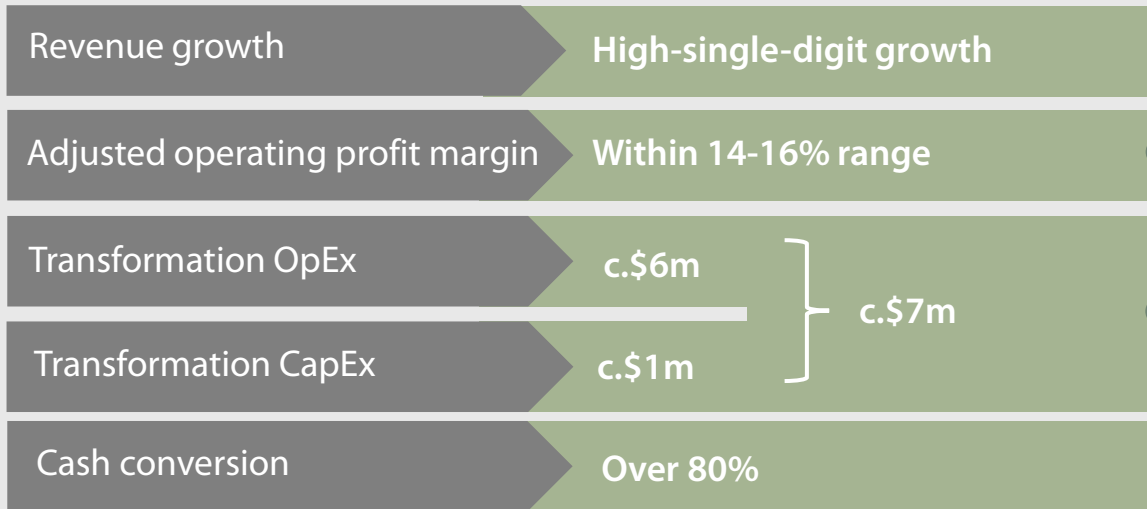 Revenue growth
High-single-digit growth
Adjusted operating profit margin
Within 14-16% range
Transformation OpEx
c.$6m
c.$7m
Transformation CapEx
c.$1m
Cash conversion
Over 80%